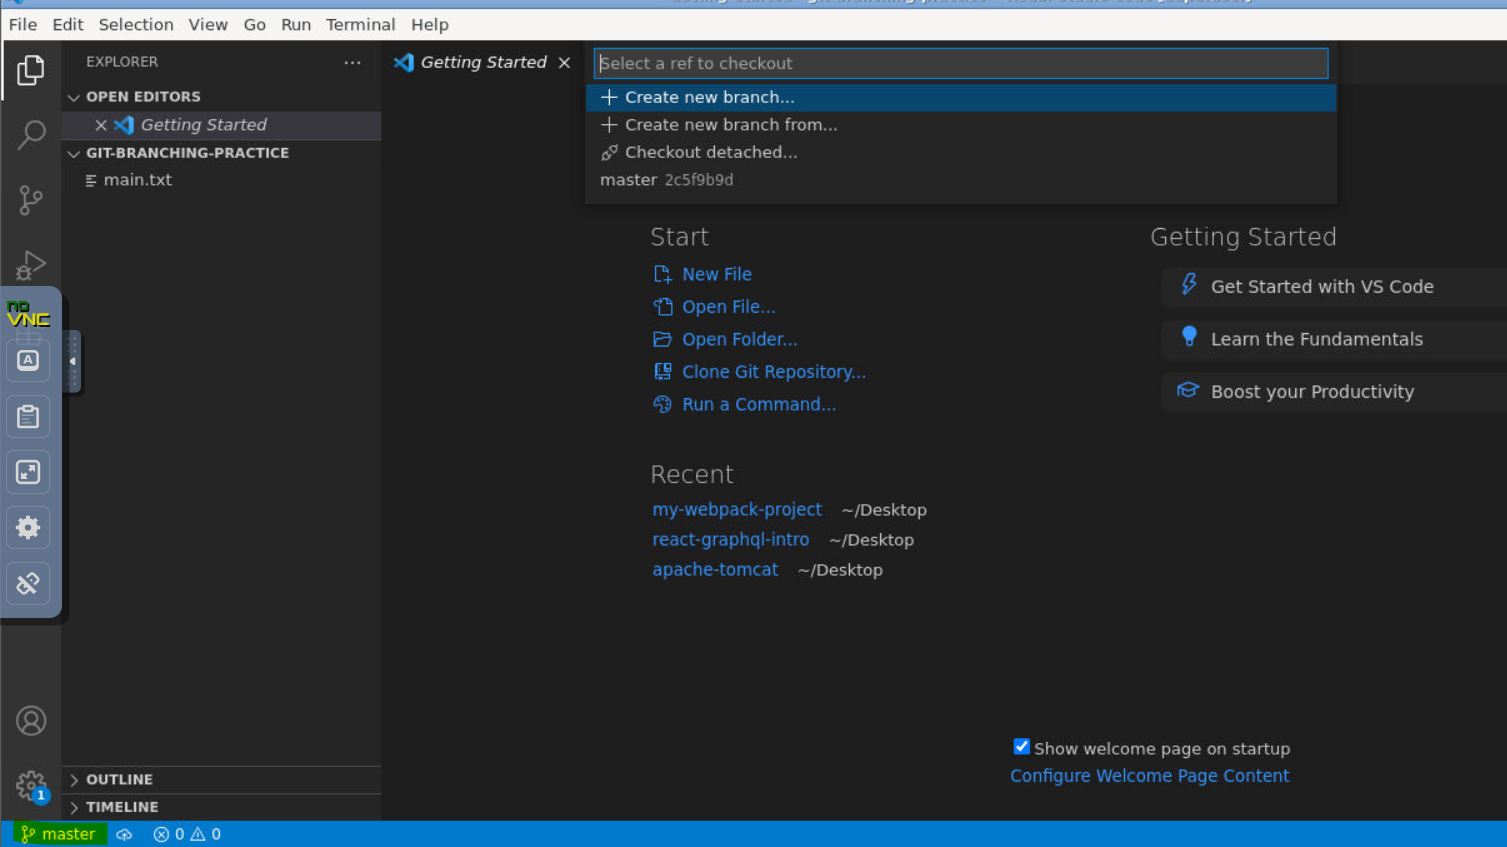 File Edit Selection View Go Run Terminal Help
EXPLORER
Getting Started
Select a ref to checkout
OPEN EDITORS
Create new branch...
Getting Started
Create new branch from...
GIT-BRANCHING-PRACTICE
Checkout detached...
main.txt
master 2c5f9b9d
Start
New File
Open File...
Open Folder...
Clone Git Repository...
Run a Command...
Getting Started
Get Started with VS Code
Learn the Fundamentals
Boost your Productivity
no
VNC
A
Recent
my-webpack-project ~/Desktop
react-graphql-intro ~/Desktop
apache-tomcat ~/Desktop
Show welcome page on startup
Configure Welcome Page Content
1
OUTLINE
TIMELINE
master 0 0